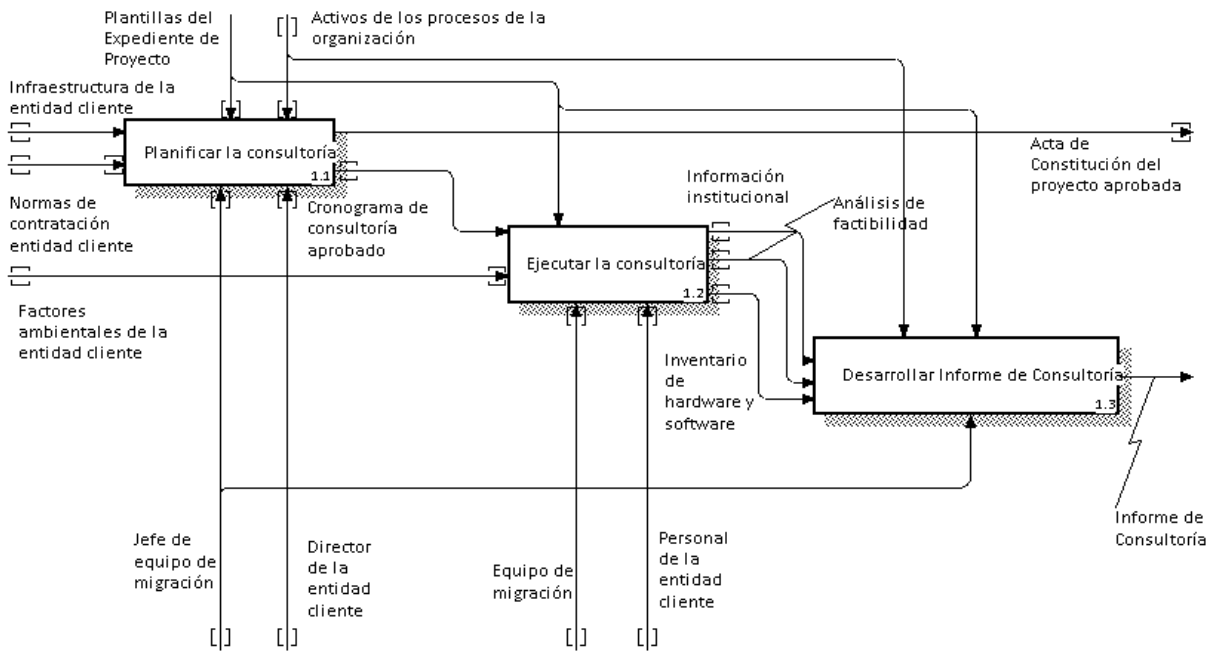 Plantillas del
Expediente de
Proyecto
Activos de los procesos de la
organización
Infraestructura de la
entidad cliente
Planificar la consultoría
1.1
Acta de
Constitución del
proyecto aprobada
Normas de
contratación
entidad cliente
Cronograma de
consultoría
aprobado
Información
institucional
Análisis de
factibilidad
Ejecutar la consultoría
1.2
Factores
ambientales de la
entidad cliente
Inventario
de
hardware y
software
Desarrollar Informe de Consultoría
1.3
Jefe de
equipo de
migración
Director
de la
entidad
cliente
Equipo de
migración
Personal
de la
entidad
cliente
Informe de
Consultoría